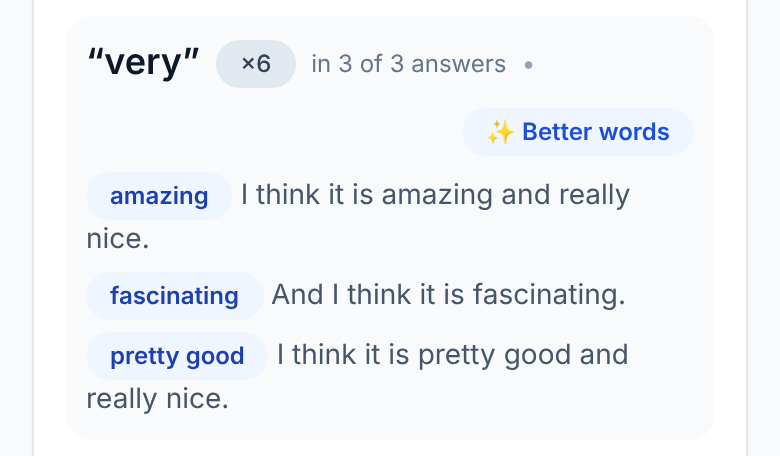 “very” ×6 in 3 of 3 answers •
✨ Better words
amazing I think it is amazing and really
nice.
fascinating And I think it is fascinating.
pretty good I think it is pretty good and
really nice.